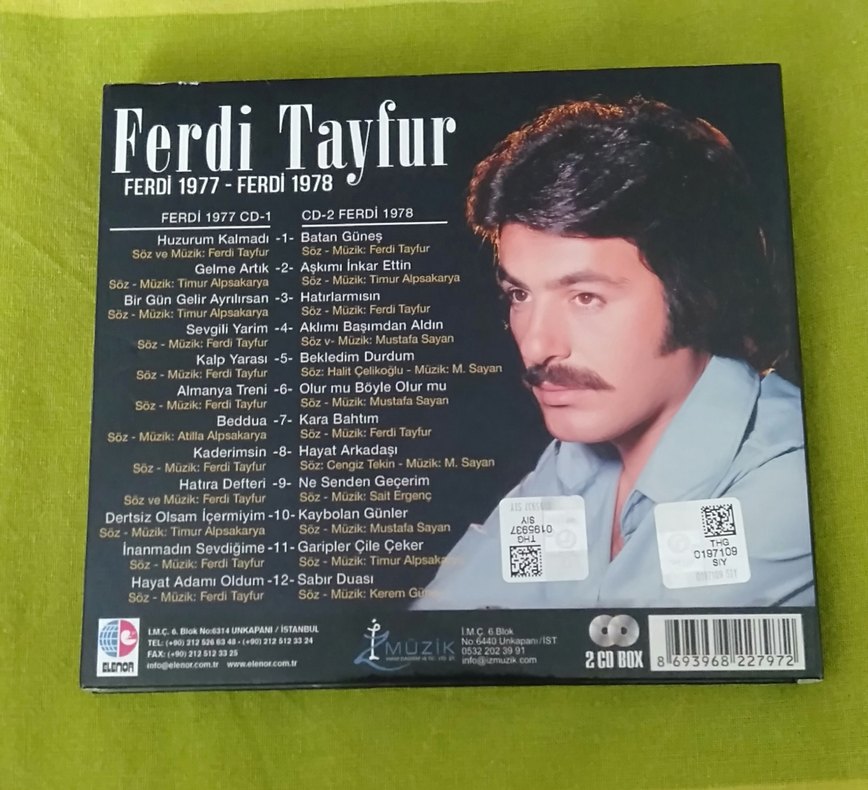 Ferdi Tayfur
FERDİ 1977 - FERDİ 1978
FERDİ 1977 CD-1 CD-2 FERDİ 1978
Huzurum Kalmadı -1- Batan Güneş
Söz ve Müzik: Ferdi Tayfur Söz - Müzik: Ferdi Tayfur
Gelme Artık -2- Aşkımı İnkar Ettin
Söz - Müzik: Timur Alpsakarya Söz - Müzik: Timur Alpsakarya
Bir Gün Gelir Ayrılırsan -3- Hatırlarmısın
Söz - Müzik: Timur Alpsakarya Söz - Müzik: Ferdi Tayfur
Sevgili Yarim -4- Aklımı Başımdan Aldın
Söz - Müzik: Ferdi Tayfur Söz v- Müzik: Mustafa Sayan
Kalp Yarası -5- Bekledim Durdum
Söz - Müzik: Ferdi Tayfur Söz: Halit Çelikoğlu - Müzik: M. Sayan
Almanya Treni -6- Olur mu Böyle Olur mu
Söz - Müzik: Ferdi Tayfur Söz - Müzik: Mustafa Sayan
Beddua -7- Kara Bahtım
Söz - Müzik: Atilla Alpsakarya Söz - Müzik: Ferdi Tayfur
Kaderimsin -8- Hayat Arkadaşı
Söz - Müzik: Ferdi Tayfur Söz: Cengiz Tekin - Müzik: M. Sayan
Hatıra Defteri -9- Ne Senden Geçerim
Söz ve Müzik: Ferdi Tayfur Söz - Müzik: Sait Ergenç
Dertsiz Olsam İçermiyim -10- Kaybolan Günler
Söz - Müzik: Timur Alpsakarya Söz - Müzik: Mustafa Sayan
İnanmadın Sevdiğime -11- Garipler Çile Çeker
Söz - Müzik: Ferdi Tayfur Söz - Müzik: Timur Alpsakarya
Hayat Adamı Oldum -12- Sabır Duası
Söz - Müzik: Ferdi Tayfur Söz - Müzik: Kerem
THG
0195937
SIY
THG
0197109
SIY
0197109 SIY
ELENOR
İ.M.Ç. 6. Blok No:6314 UNKAPANI / İSTANBUL
TEL: (+90) 212 526 63 48 - (+90) 212 512 33 24
FAX: (+90) 212 512 33 25
info@elenor.com.tr www.elenor.com.tr
MÜZİK
İ.M.Ç. 6.Blok
No:6440 Unkapanı/İST.
0532 202 39 91
info@izmuzik.com
2 CD BOX
8 693968 227972